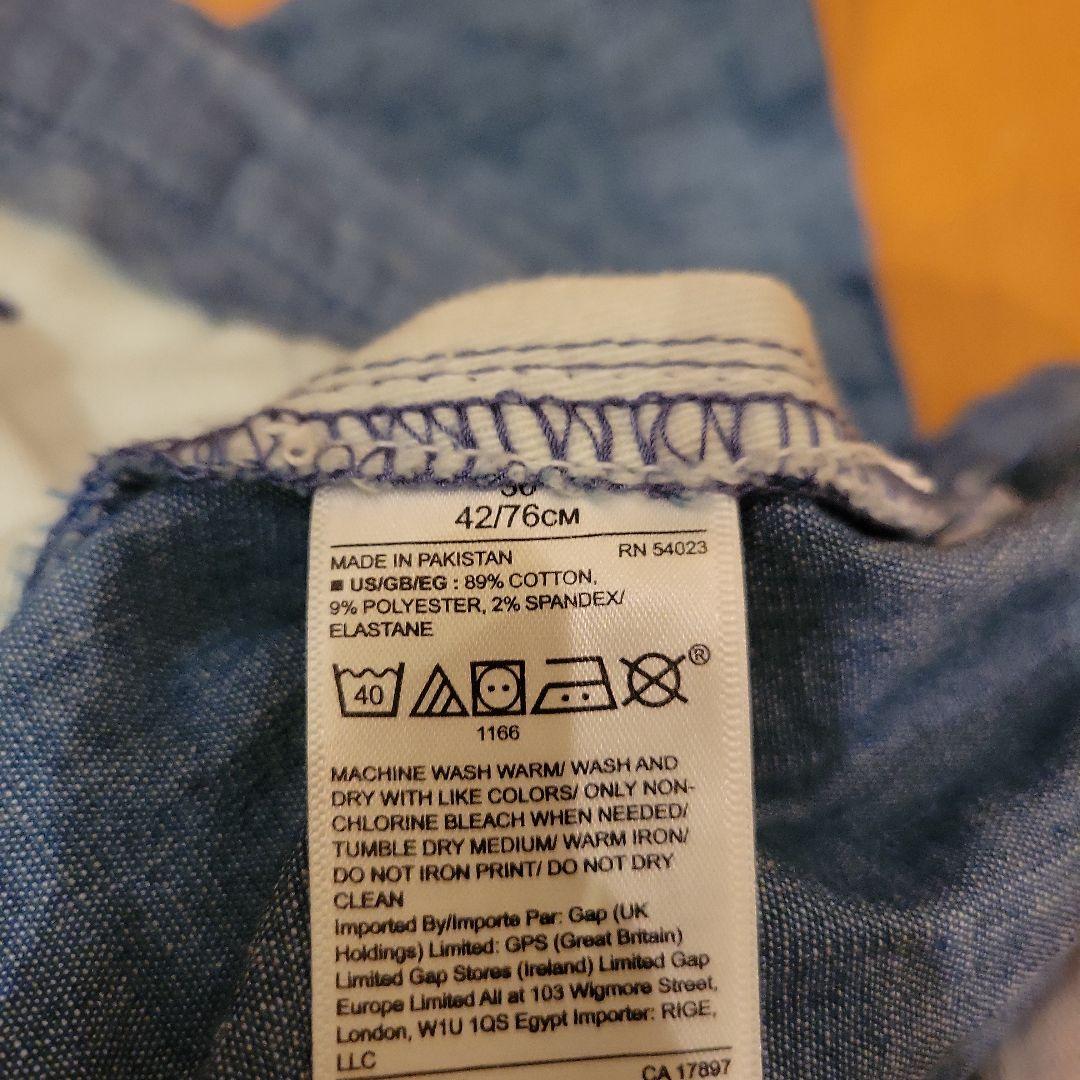 42/76CM
MADE IN PAKISTAN RN 54023
US/GB/EG : 89% COTTON,
9% POLYESTER, 2% SPANDEX/
ELASTANE
40
®
1166
MACHINE WASH WARM/ WASH AND
DRY WITH LIKE COLORS/ ONLY NON-
CHLORINE BLEACH WHEN NEEDED/
TUMBLE DRY MEDIUM/ WARM IRON/
DO NOT IRON PRINT/ DO NOT DRY
CLEAN
Imported By/Importe Par: Gap (UK
Holdings) Limited: GPS (Great Britain)
Limited Gap Stores (Ireland) Limited Gap
Europe Limited All at 103 Wigmore Street,
London, W1U 1QS Egypt Importer: RIGE,
LLC
CA 17897